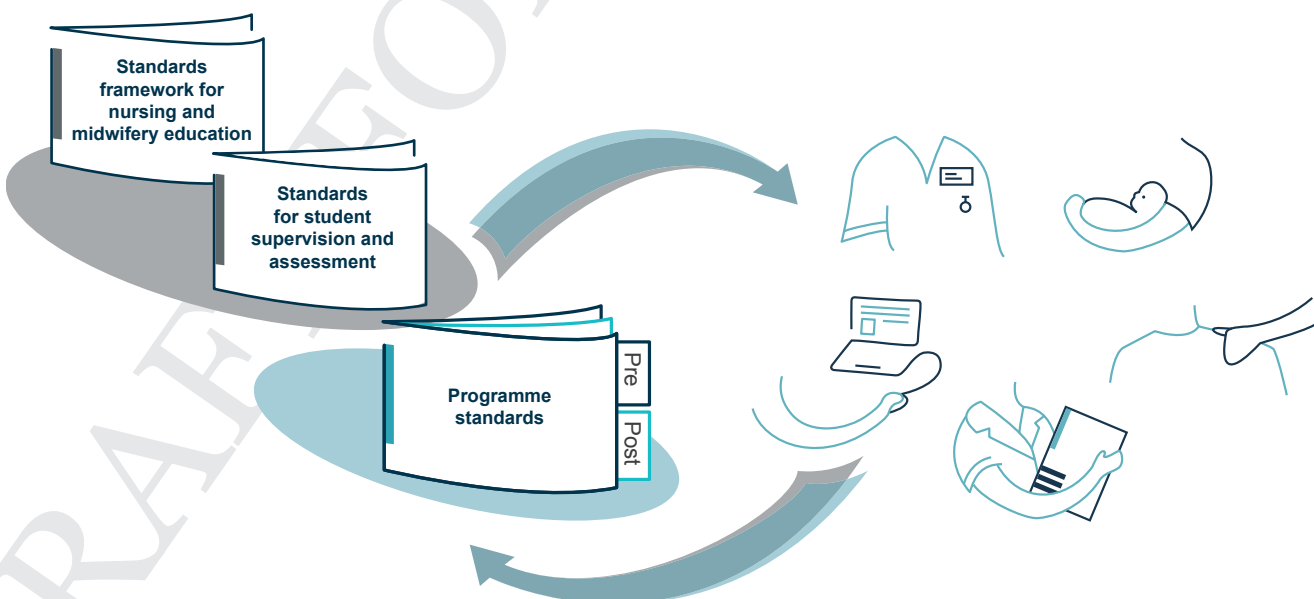 Standards
framework for
nursing and
midwifery education
Standards
for student
supervision and
assessment
Programme
standards
Pre
Post